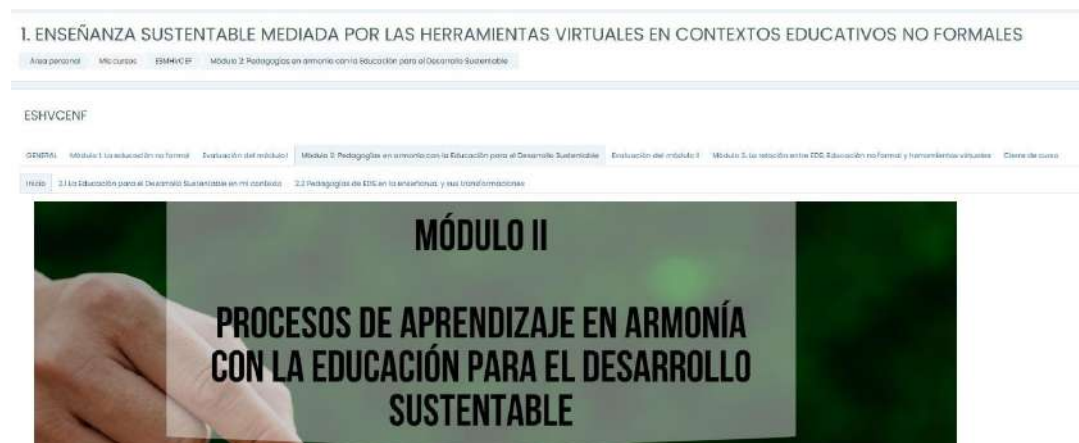 1. ENSEÑANZA SUSTENTABLE MEDIADA POR LAS HERRAMIENTAS VIRTUALES EN CONTEXTOS EDUCATIVOS NO FORMALES
Área personal Mis cursos ESMHVCEF Módulo 2: Pedagogías en armonía con la Educación para el Desarrollo Sustentable
ESHVCENF
GENERAL Módulo 1: La educación no formal Evaluación del módulo I Módulo 2: Pedagogías en armonía con la Educación para el Desarrollo Sustentable Evaluación del módulo II Módulo 3: La relación entre EDS, Educación no formal y herramientas virtuales Cierre de curso
Inicio 2.1 La Educación para el Desarrollo Sustentable en mi contexto 2.2 Pedagogías de EDS en la enseñanza, y sus transformaciones
MÓDULO II
PROCESOS DE APRENDIZAJE EN ARMONÍA
CON LA EDUCACIÓN PARA EL DESARROLLO
SUSTENTABLE